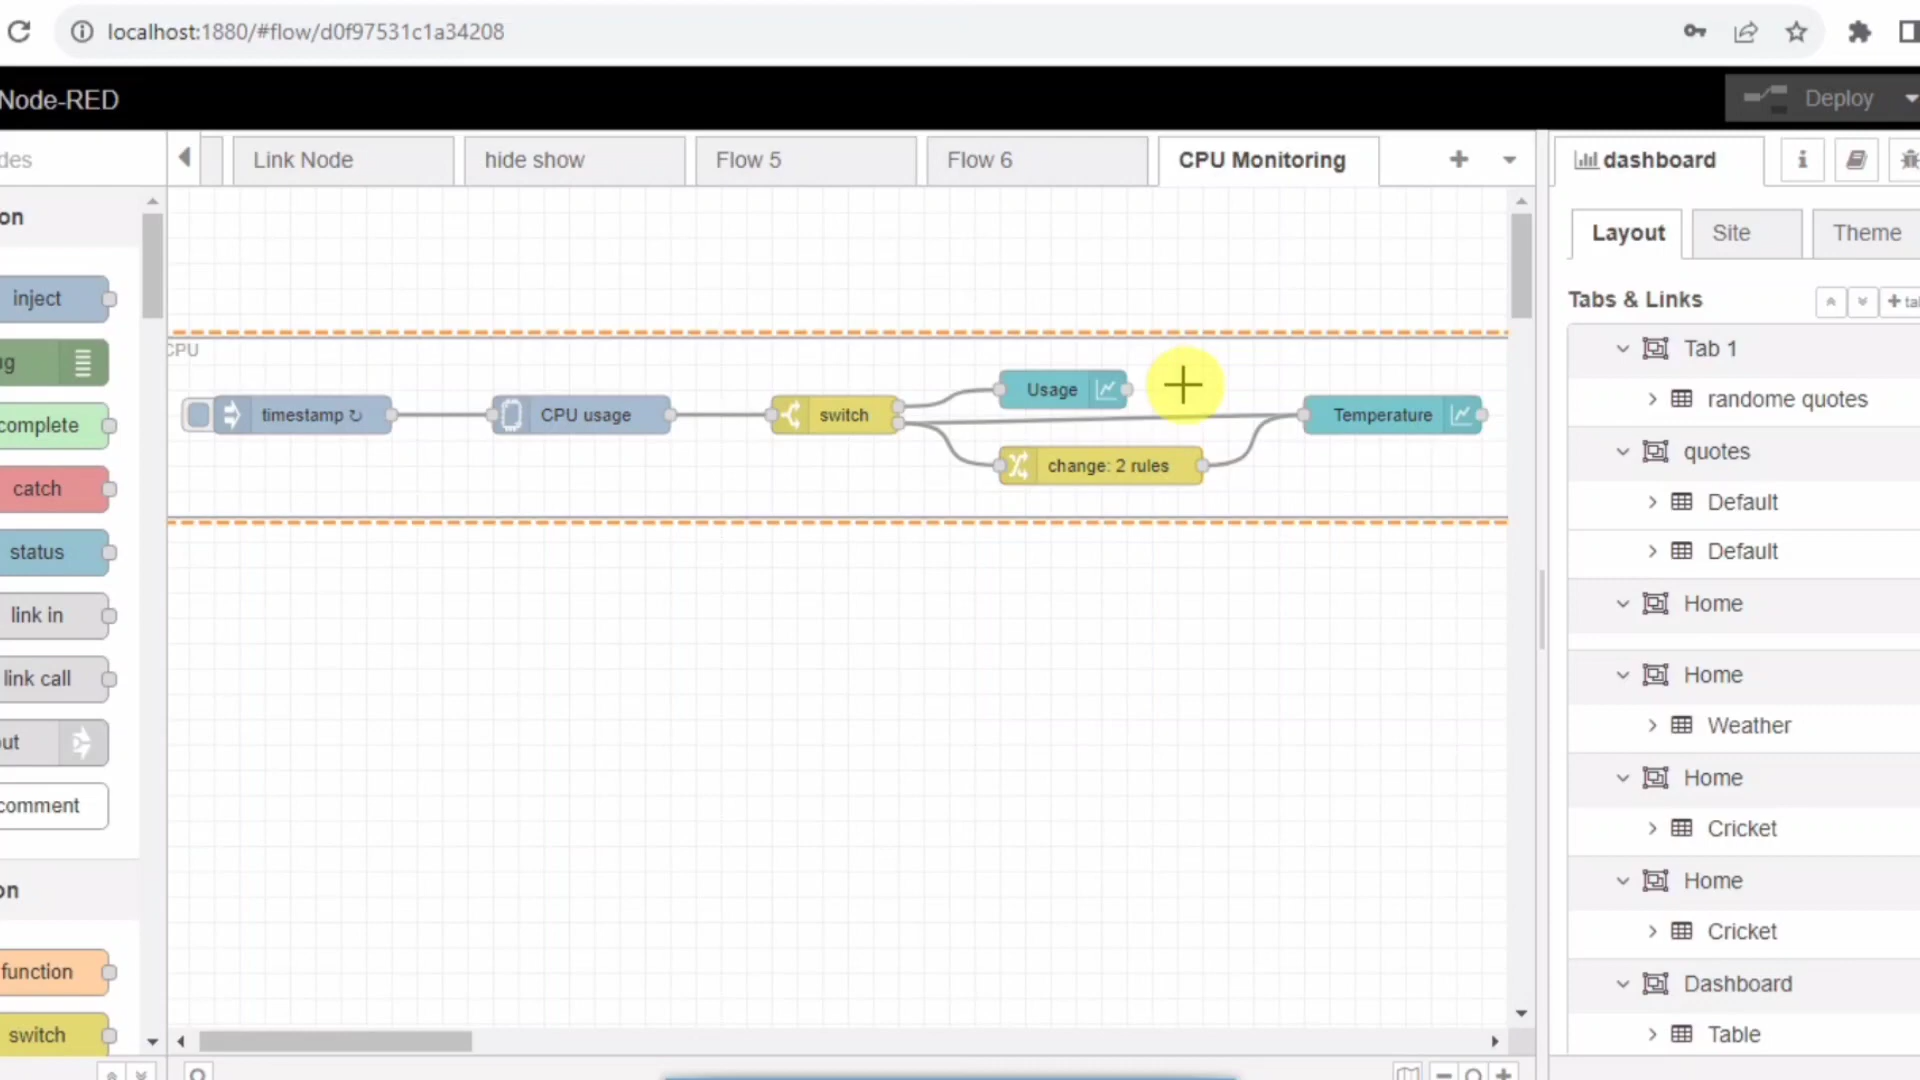 localhost:1880/#flow/d0f97531c1a34208
Node-RED
Deploy
des
Link Node
hide show
Flow 5
Flow 6
CPU Monitoring
dashboard
i
on
inject
g
complete
catch
status
link in
link call
out
comment
on
function
switch
CPU
timestamp ↻
CPU usage
switch
Usage
change: 2 rules
Temperature
Layout
Site
Theme
Tabs & Links
+ ta
Tab 1
randome quotes
quotes
Default
Default
Home
Home
Weather
Home
Cricket
Home
Cricket
Dashboard
Table